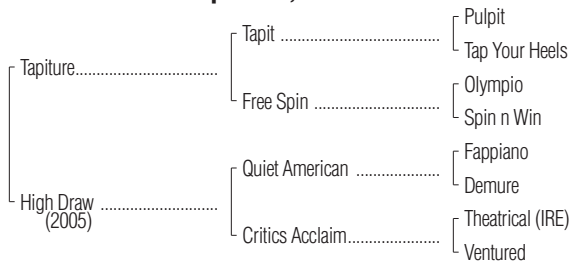 Tapiture
Tapit
Pulpit
Tap Your Heels
Free Spin
Olympio
Spin n Win
High Draw
(2005)
Quiet American
Fappiano
Demure
Critics Acclaim
Theatrical (IRE)
Ventured